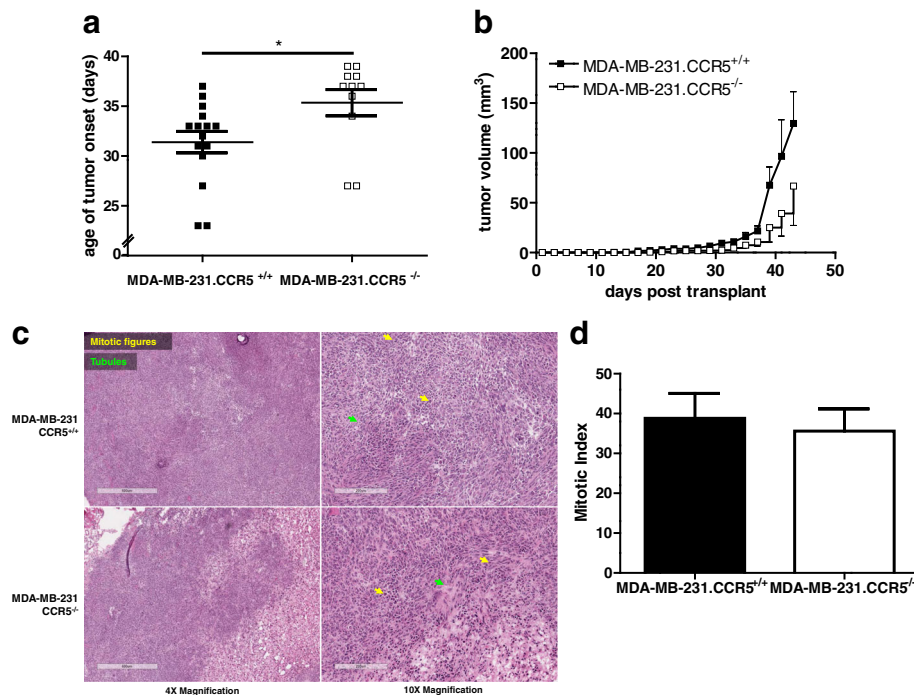 a
age of tumor onset (days)
40
30
20
0
*
MDA-MB-231.CCR5 +/+
MDA-MB-231.CCR5 -/-
b
tumor volume (mm3)
200
150
100
50
0
MDA-MB-231.CCR5+/+
MDA-MB-231.CCR5-/-
0 10 20 30 40 50
days post transplant
c
Mitotic figures
Tubules
MDA-MB-231
CCR5+/+
MDA-MB-231
CCR5-/-
4X Magnification
10X Magnification
d
Mitotic Index
50
40
30
20
10
0
MDA-MB-231.CCR5+/+
MDA-MB-231.CCR5-/-